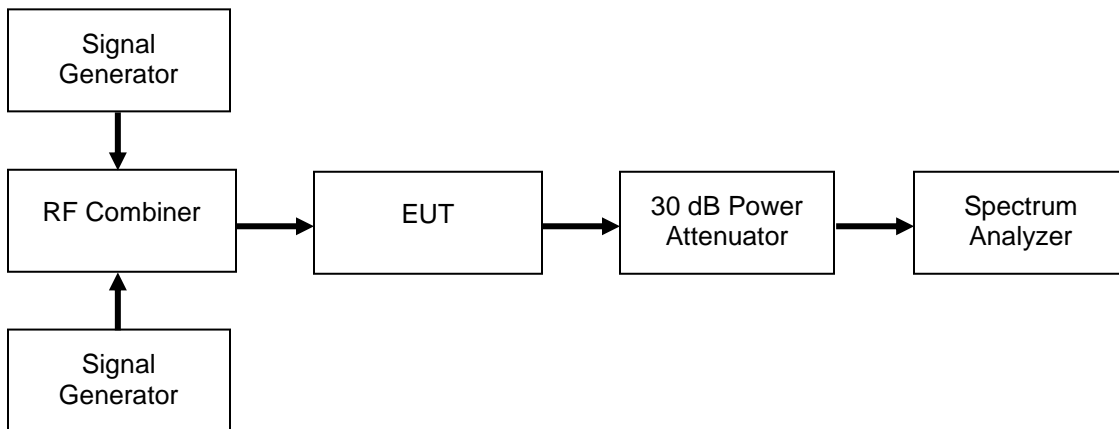 Signal
Generator
RF Combiner
EUT
30 dB Power
Attenuator
Spectrum
Analyzer
Signal
Generator